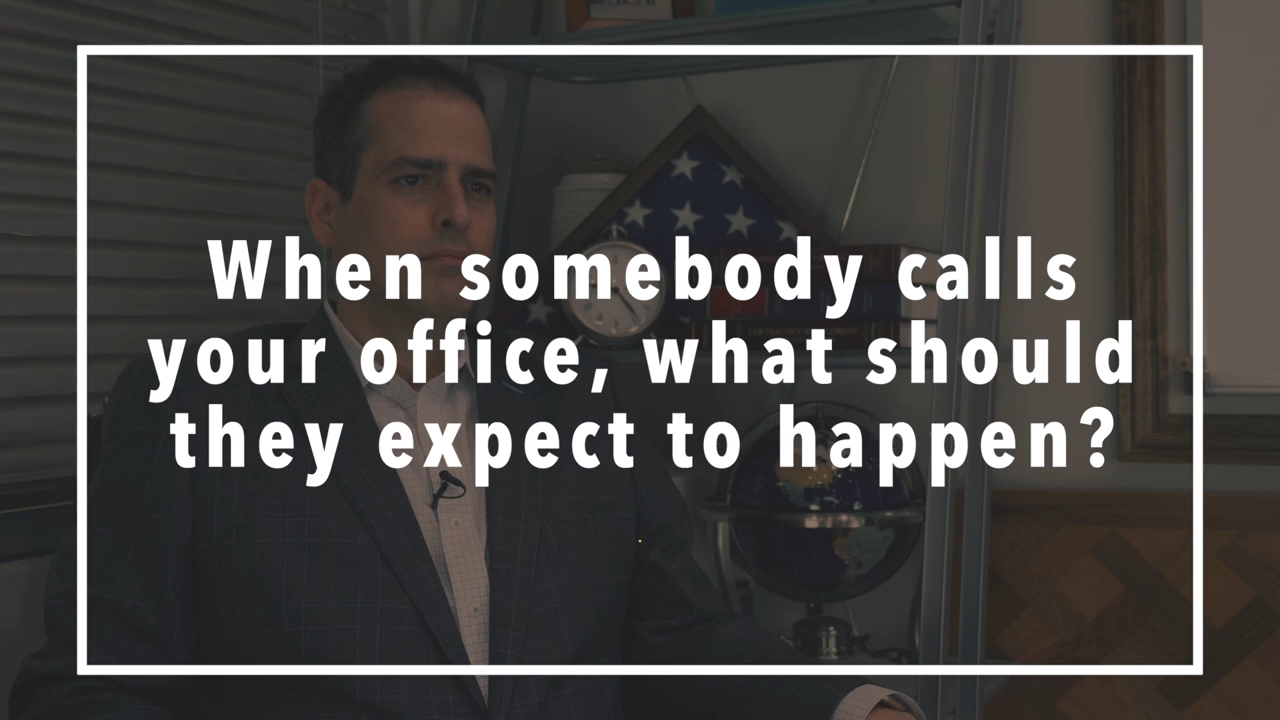 When somebody calls
your office, what should
they expect to happen?